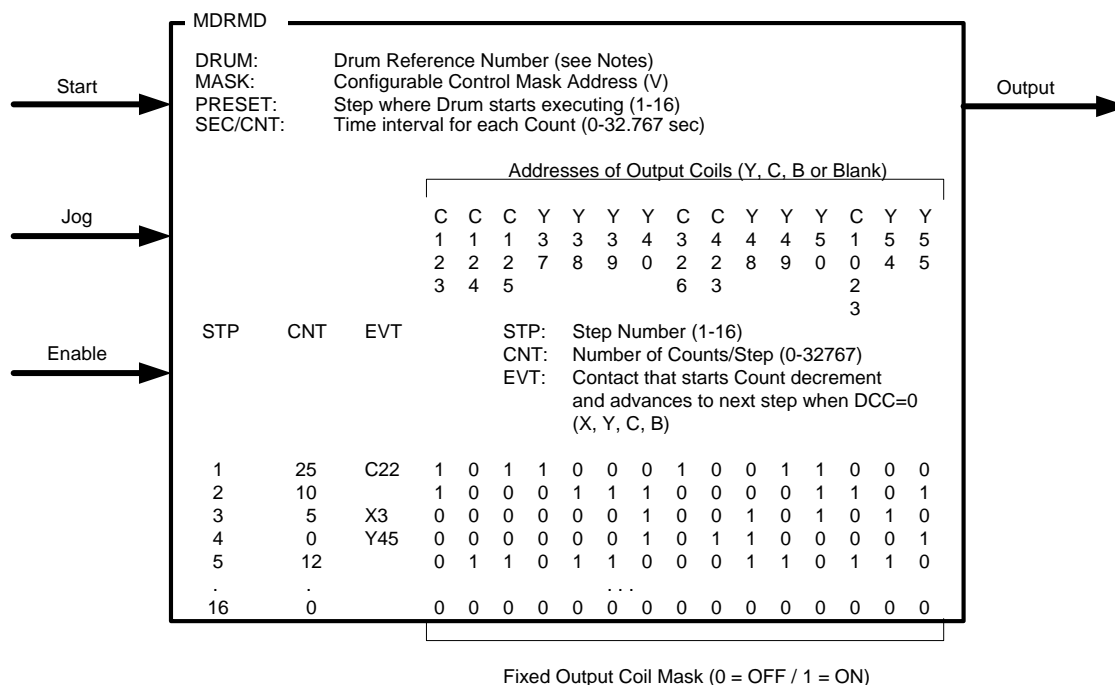 MDRMD
DRUM: Drum Reference Number (see Notes)
MASK: Configurable Control Mask Address (V)
PRESET: Step where Drum starts executing (1-16)
SEC/CNT: Time interval for each Count (0-32.767 sec)
Start
Output
Addresses of Output Coils (Y, C, B or Blank)
Jog
C C C Y Y Y Y C C Y Y Y C Y Y
1 1 1 3 3 3 4 3 4 4 4 5 1 5 5
2 2 2 7 8 9 0 2 2 8 9 0 0 4 5
3 4 5 6 3 2
3
STP CNT EVT
STP: Step Number (1-16)
CNT: Number of Counts/Step (0-32767)
EVT: Contact that starts Count decrement
and advances to next step when DCC=0
(X, Y, C, B)
Enable
1 25 C22 1 0 1 1 0 0 0 1 0 0 1 1 0 0 0
2 10 1 0 0 0 1 1 1 0 0 0 0 1 1 0 1
3 5 X3 0 0 0 0 0 0 1 0 0 1 0 1 0 1 0
4 0 Y45 0 0 0 0 0 0 1 0 1 1 0 0 0 0 1
5 12 0 1 1 0 1 1 0 0 0 1 1 0 1 1 0
. . . . .
16 0 0 0 0 0 0 0 0 0 0 0 0 0 0 0 0
Fixed Output Coil Mask (0 = OFF / 1 = ON)